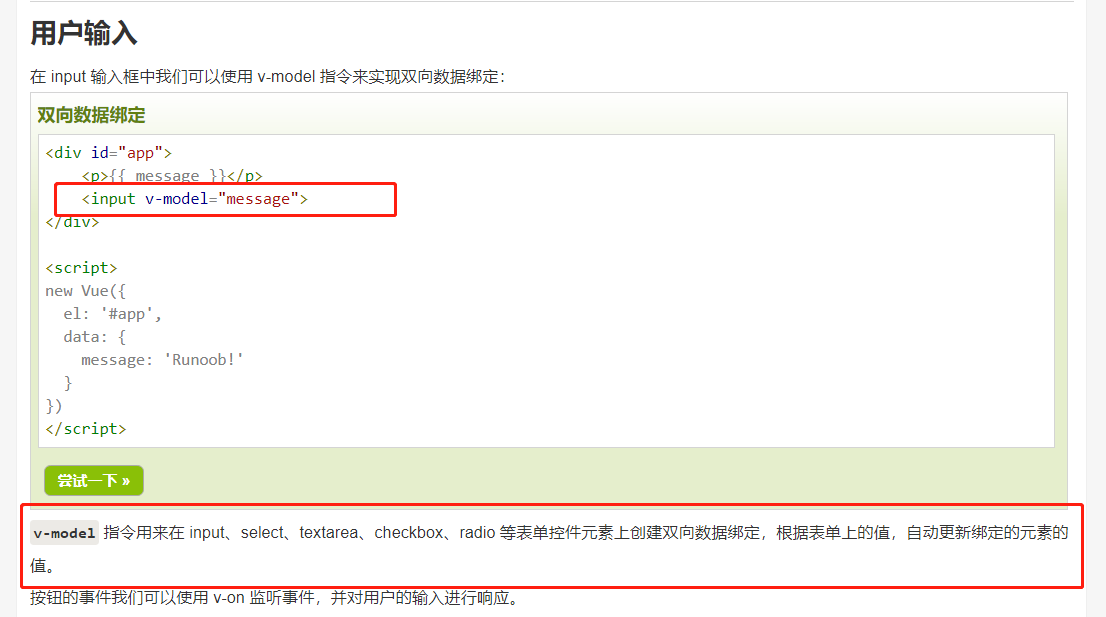 用户输入
在 input 输入框中我们可以使用 v-model 指令来实现双向数据绑定：
双向数据绑定
<div id="app">
    <p>{{ message }}</p>
    <input v-model="message">
</div>

<script>
new Vue({
  el: '#app',
  data: {
    message: 'Runoob!'
  }
})
</script>
尝试一下 »
v-model 指令用来在 input、select、textarea、checkbox、radio 等表单控件元素上创建双向数据绑定，根据表单上的值，自动更新绑定的元素的
值。
按钮的事件我们可以使用 v-on 监听事件，并对用户的输入进行响应。